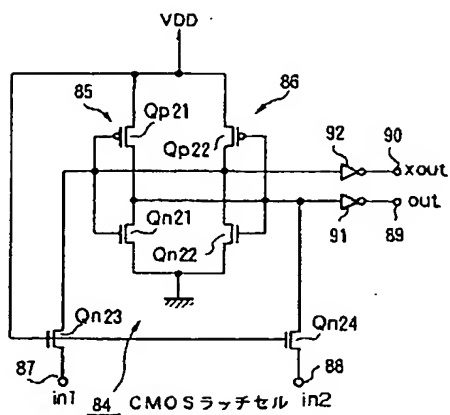 VDD
85
86
Qp21
Qp22
92
90
xout
out
91
89
Qn21
Qn22
Qn23
Qn24
87
in1
84 CMOSラッチセル
88
in2